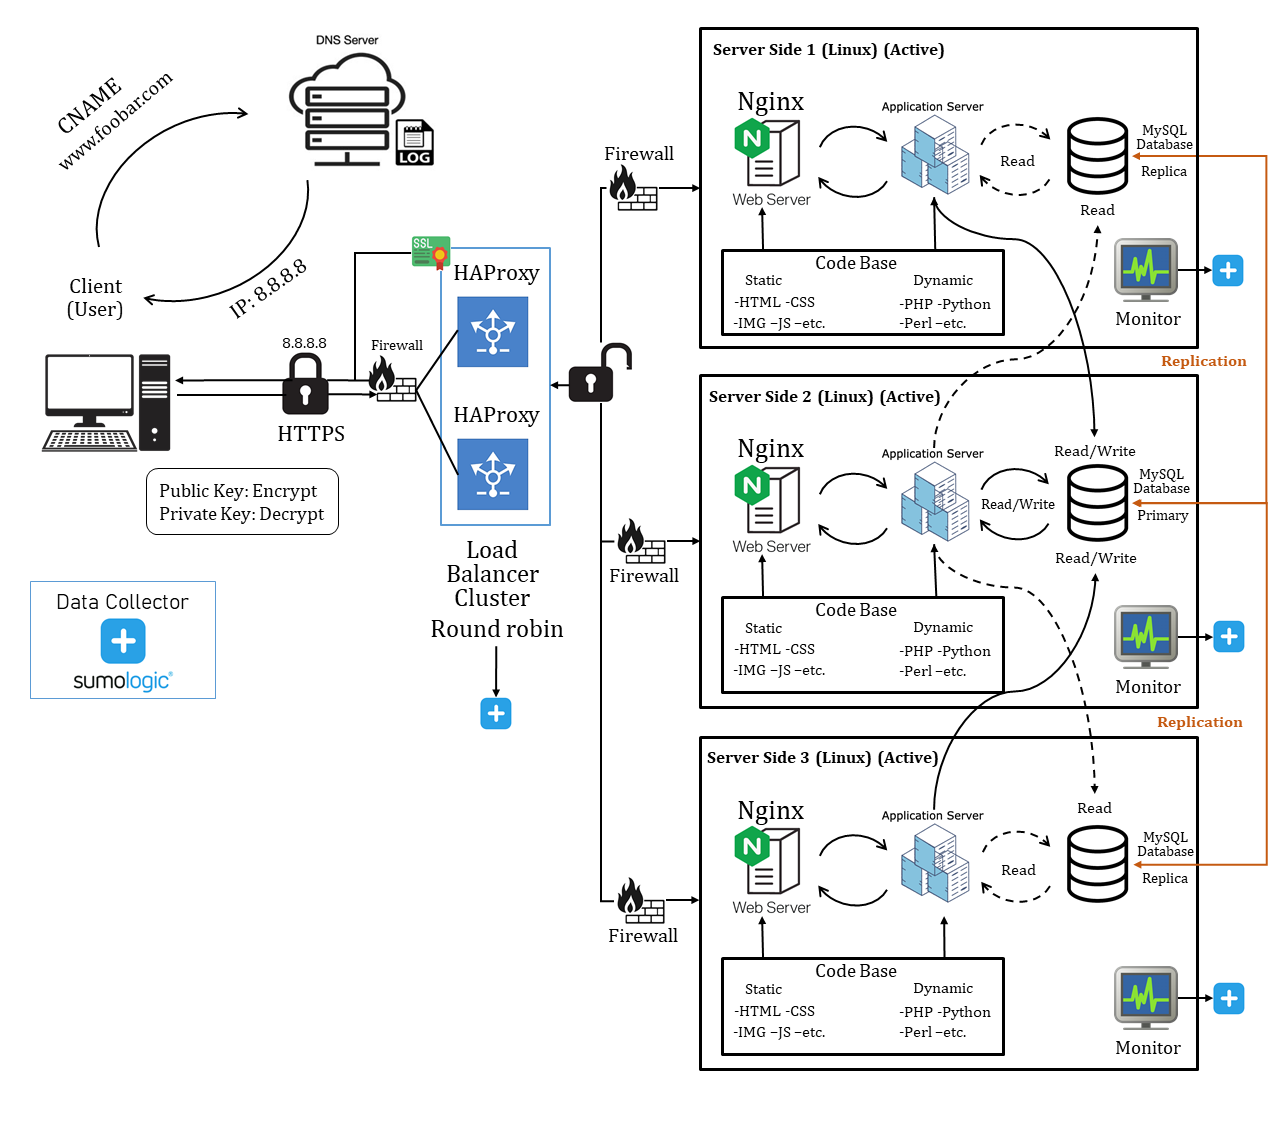 DNS Server
LOG
CNAME
www.foobar.com
IP: 8.8.8.8
Client
(User)
8.8.8.8
HTTPS
Firewall
Public Key: Encrypt
Private Key: Decrypt
SSL
HAProxy
HAProxy
Load
Balancer
Cluster
Round robin
Data Collector
sumologic
Firewall
Firewall
Firewall
Server Side 1 (Linux) (Active)
Nginx
N
Web Server
Application Server
Read
MySQL
Database
Replica
Read
Code Base
Static
-HTML -CSS
-IMG –JS –etc.
Dynamic
-PHP -Python
-Perl –etc.
Monitor
Replication
Server Side 2 (Linux) (Active)
Nginx
N
Web Server
Application Server
Read/Write
Read/Write
MySQL
Database
Primary
Read/Write
Code Base
Static
-HTML -CSS
-IMG –JS –etc.
Dynamic
-PHP -Python
-Perl –etc.
Monitor
Replication
Server Side 3 (Linux) (Active)
Nginx
N
Web Server
Application Server
Read
Read
MySQL
Database
Replica
Code Base
Static
-HTML -CSS
-IMG –JS –etc.
Dynamic
-PHP -Python
-Perl –etc.
Monitor